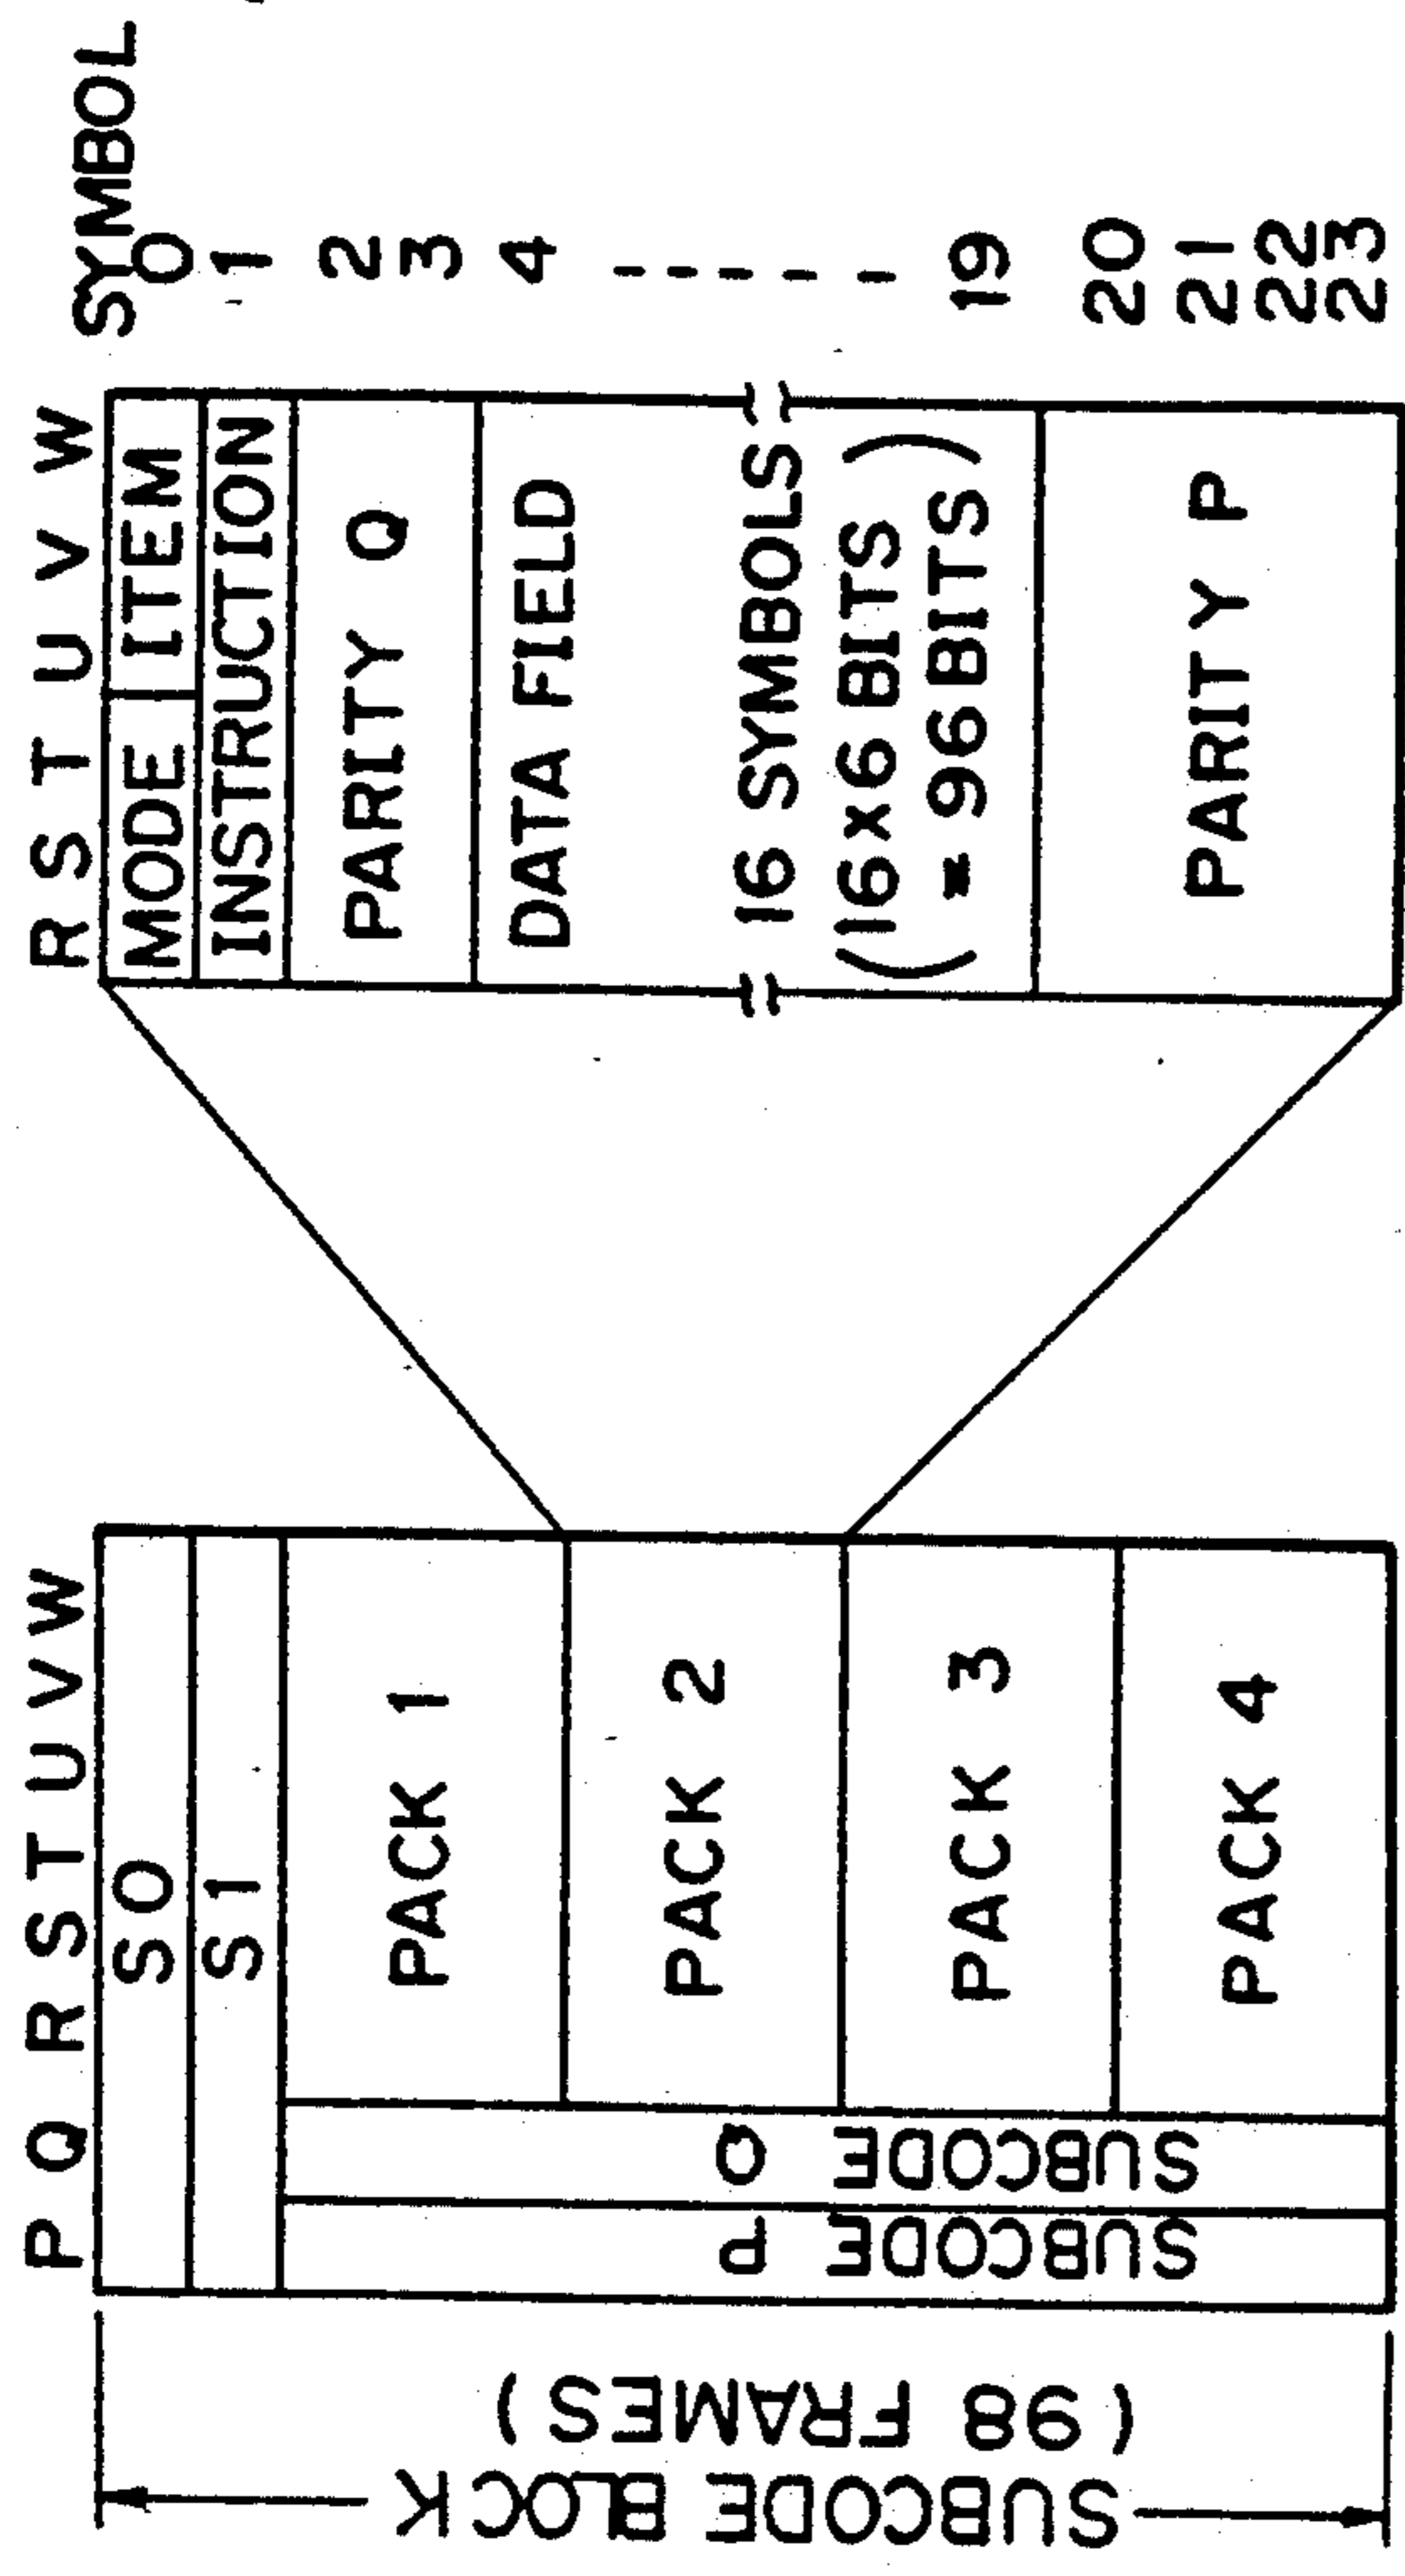 P Q R S T U V W
S0
S1
PACK 1
PACK 2
PACK 3
PACK 4
SUBCODE Q
SUBCODE P
SUBCODE BLOCK
(98 FRAMES)
R S T U V W
MODE ITEM
INSTRUCTION
PARITY Q
DATA FIELD
16 SYMBOLS
(16x6 BITS
= 96 BITS)
PARITY P
SYMBOL
0
1
2
3
4
19
20
21
22
23